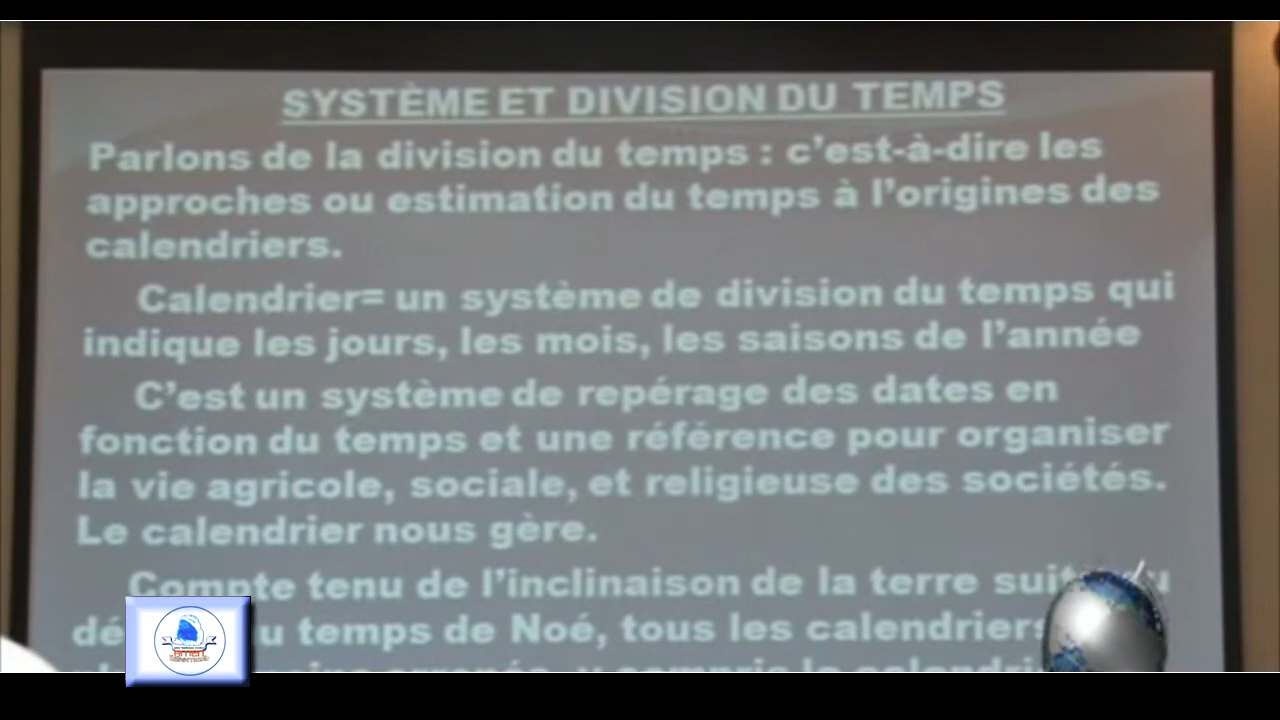 SYSTÈME ET DIVISION DU TEMPS
Parlons de la division du temps : c'est-à-dire les
approches ou estimation du temps à l'origines des
calendriers.
Calendrier= un système de division du temps qui
indique les jours, les mois, les saisons de l'année
C'est un système de repérage des dates en
fonction du temps et une référence pour organiser
la vie agricole, sociale, et religieuse des sociétés.
Le calendrier nous gère.
Compte tenu de l'inclinaison de la terre
temps de Noé, tous les calendriers
y compris le